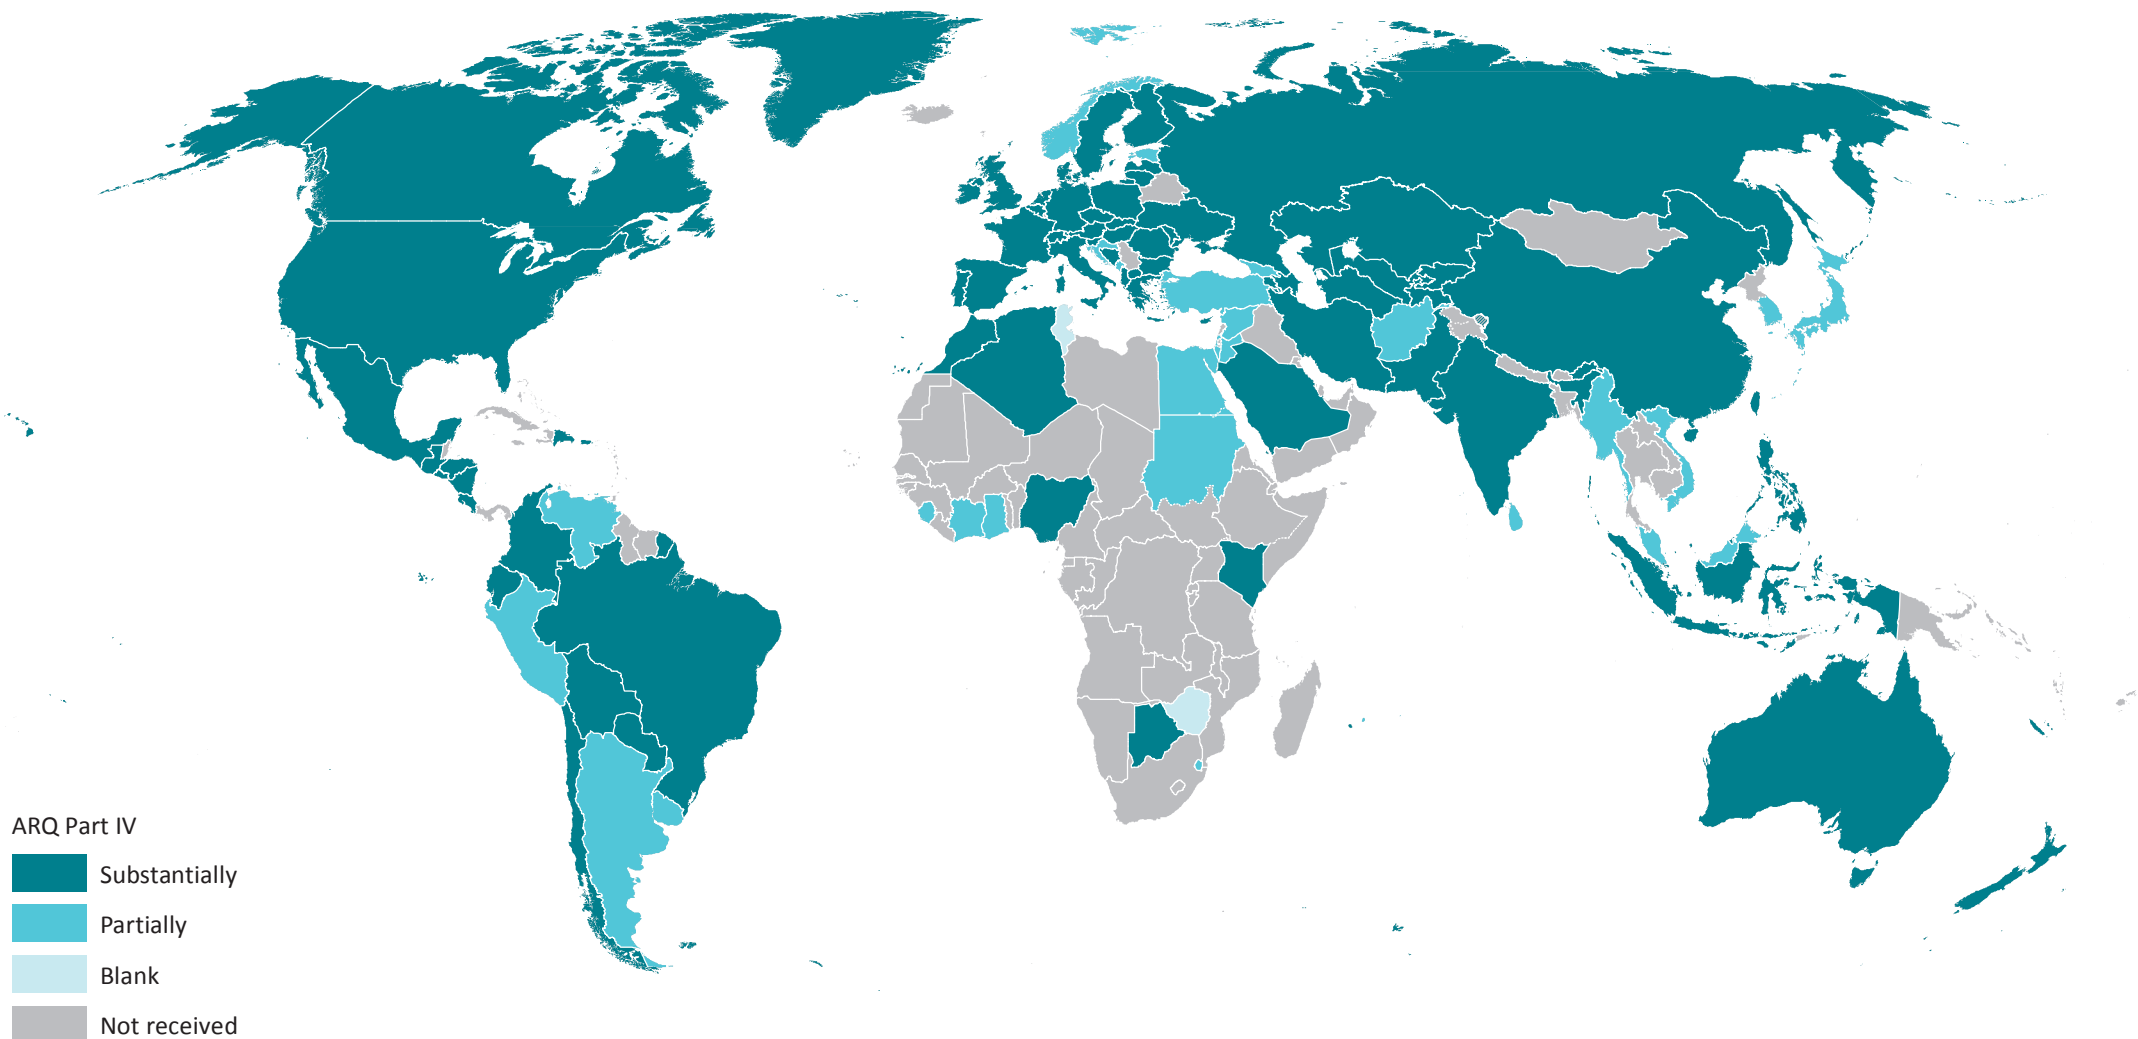 ARQ Part IV
Substantially
Partially
Blank
Not received